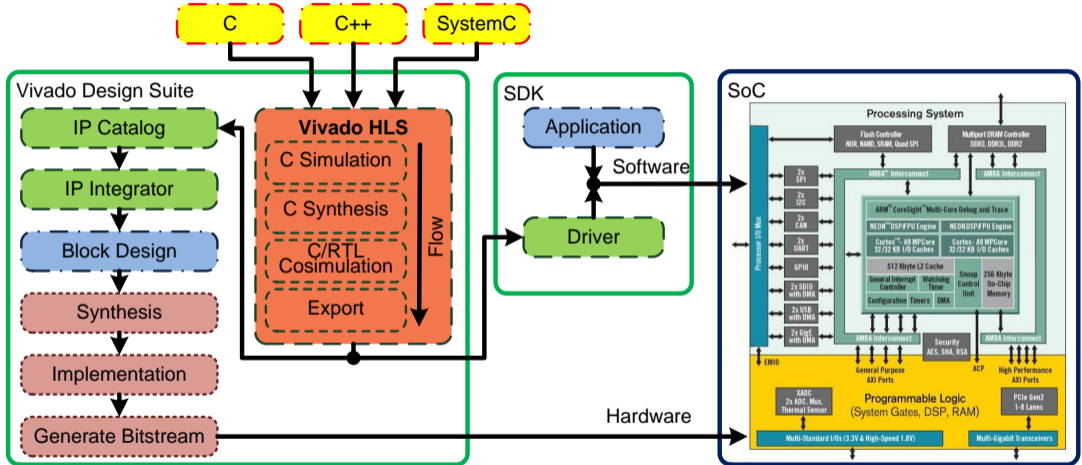 C
C++
SystemC
Vivado Design Suite
IP Catalog
IP Integrator
Block Design
Synthesis
Implementation
Generate Bitstream
Vivado HLS
C Simulation
C Synthesis
C/RTL
Cosimulation
Export
Flow
SDK
Application
Driver
Software
Hardware
SoC
Processing System
Flash Controller
NOR, NAND, SRAM, Quad SPI
Multiport DRAM Controller
DDR3, DDR3L, DDR2
Processor I/O Mux
2x
SPI
2x
I2C
2x
CAN
2x
UART
GPIO
2x SDIO
with DMA
2x USB
with DMA
2x GigE
with DMA
EMIO
AMBA® Interconnect
AMBA Interconnect
ARM® CoreSight™ Multi-Core Debug and Trace
NEON™ DSP/FPU Engine
NEON DSP/FPU Engine
Cortex™- A9 MPCore
32/32 KB I/D Caches
Cortex- A9 MPCore
32/32 KB I/D Caches
512 Kbyte L2 Cache
General Interrupt
Controller
Watchdog
Timer
Configuration
Timers
DMA
Snoop
Control
Unit
256 Kbyte
On-Chip
Memory
AMBA Interconnect
AMBA Interconnect
Security
AES, SHA, RSA
General Purpose
AXI Ports
ACP
High Performance
AXI Ports
XADC
2x ADC, Mux,
Thermal Sensor
Programmable Logic
(System Gates, DSP, RAM)
PCIe Gen2
1-8 Lanes
Multi-Standard I/Os (3.3V & High-Speed 1.8V)
Multi-Gigabit Transceivers